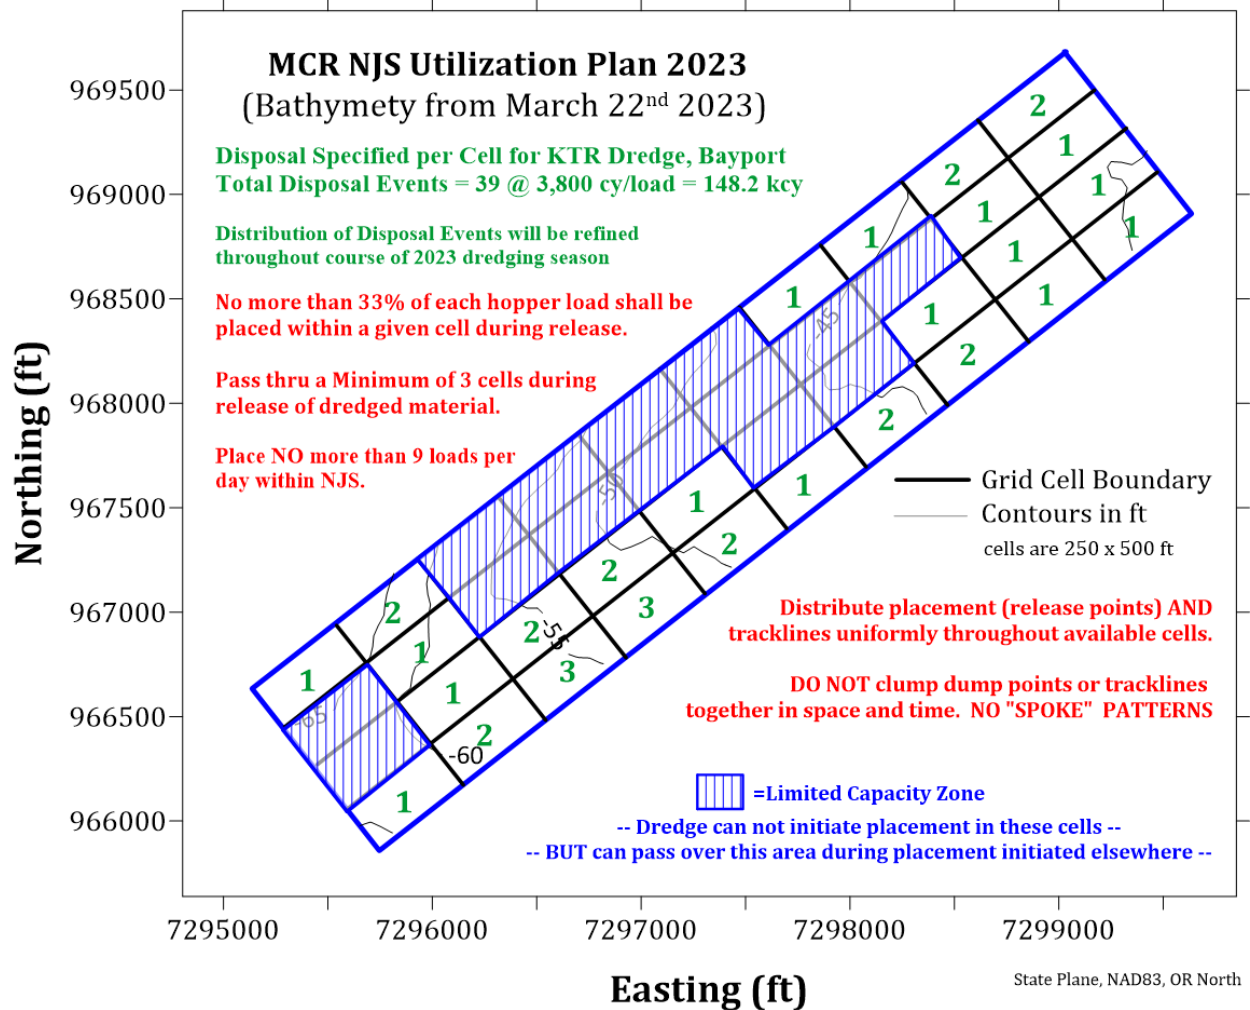 MCR NJS Utilization Plan 2023
(Bathymety from March 22nd 2023)
Disposal Specified per Cell for KTR Dredge, Bayport
Total Disposal Events = 39 @ 3,800 cy/load = 148.2 kcy
Distribution of Disposal Events will be refined
throughout course of 2023 dredging season
No more than 33% of each hopper load shall be
placed within a given cell during release.
Pass thru a Minimum of 3 cells during
release of dredged material.
Place NO more than 9 loads per
day within NJS.
2
2
1
1
1
1
1
1
1
1
1
1
2
2
-45
1
1
2
-50
2
3
2
3
-55
2
1
1
1
2
-65
-60
1
Grid Cell Boundary
Contours in ft
cells are 250 x 500 ft
Distribute placement (release points) AND
tracklines uniformly throughout available cells.
DO NOT clump dump points or tracklines
together in space and time. NO "SPOKE" PATTERNS
=Limited Capacity Zone
-- Dredge can not initiate placement in these cells --
-- BUT can pass over this area during placement initiated elsewhere --
969500
969000
968500
968000
967500
967000
966500
966000
Northing (ft)
7295000
7296000
7297000
7298000
7299000
Easting (ft)
State Plane, NAD83, OR North